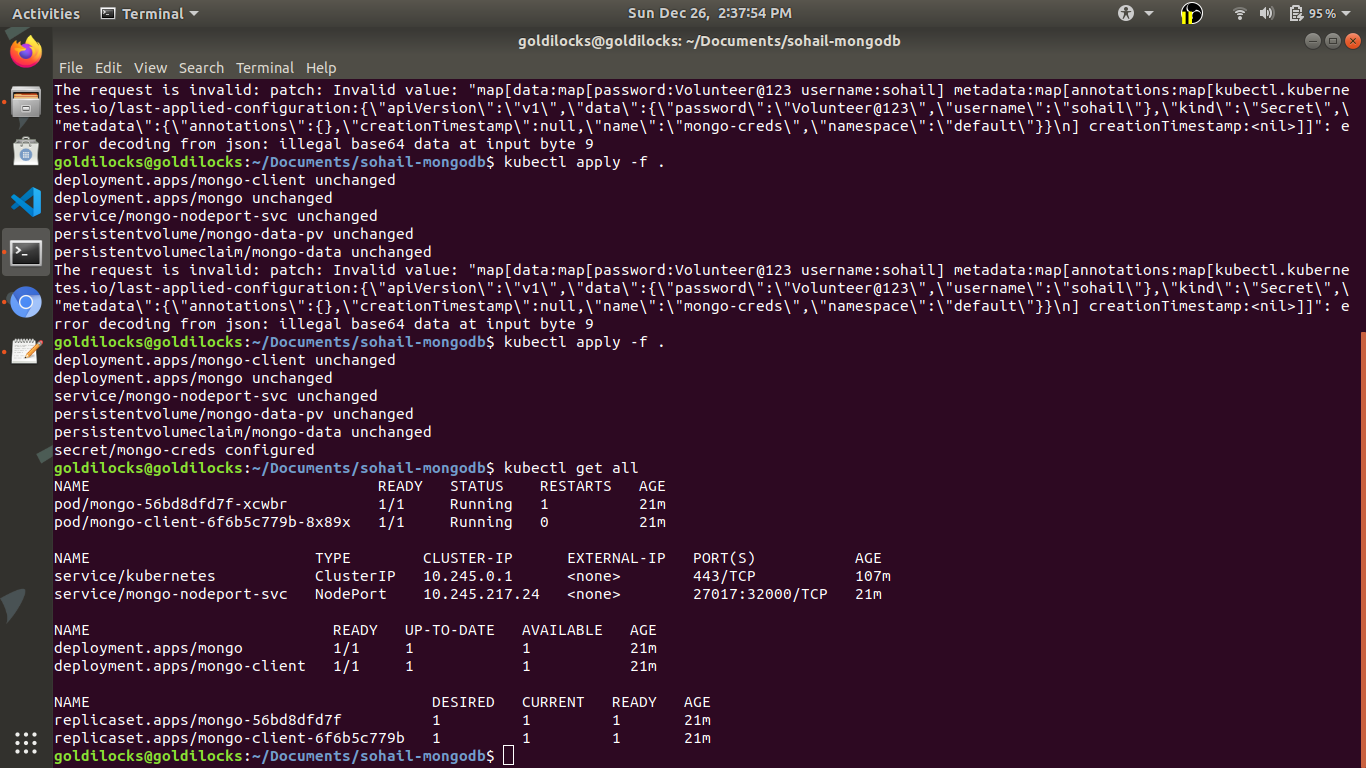 Activities Terminal Sun Dec 26, 2:37:54 PM 95%
goldilocks@goldilocks: ~/Documents/sohail-mongodb
File Edit View Search Terminal Help
The request is invalid: patch: Invalid value: "map[data:map[password:Volunteer@123 username:sohail] metadata:map[annotations:map[kubectl.kuberne
tes.io/last-applied-configuration:{\"apiVersion\":\"v1\",\"data\":{\"password\":\"Volunteer@123\",\"username\":\"sohail\"},\"kind\":\"Secret\",\
"metadata\":{\"annotations\":{},\"creationTimestamp\":null,\"name\":\"mongo-creds\",\"namespace\":\"default\"}}\n] creationTimestamp:<nil>]]": e
rror decoding from json: illegal base64 data at input byte 9
goldilocks@goldilocks:~/Documents/sohail-mongodb$ kubectl apply -f .
deployment.apps/mongo-client unchanged
deployment.apps/mongo unchanged
service/mongo-nodeport-svc unchanged
persistentvolume/mongo-data-pv unchanged
persistentvolumeclaim/mongo-data unchanged
The request is invalid: patch: Invalid value: "map[data:map[password:Volunteer@123 username:sohail] metadata:map[annotations:map[kubectl.kuberne
tes.io/last-applied-configuration:{\"apiVersion\":\"v1\",\"data\":{\"password\":\"Volunteer@123\",\"username\":\"sohail\"},\"kind\":\"Secret\",\
"metadata\":{\"annotations\":{},\"creationTimestamp\":null,\"name\":\"mongo-creds\",\"namespace\":\"default\"}}\n] creationTimestamp:<nil>]]": e
rror decoding from json: illegal base64 data at input byte 9
goldilocks@goldilocks:~/Documents/sohail-mongodb$ kubectl apply -f .
deployment.apps/mongo-client unchanged
deployment.apps/mongo unchanged
service/mongo-nodeport-svc unchanged
persistentvolume/mongo-data-pv unchanged
persistentvolumeclaim/mongo-data unchanged
secret/mongo-creds configured
goldilocks@goldilocks:~/Documents/sohail-mongodb$ kubectl get all
NAME READY STATUS RESTARTS AGE
pod/mongo-56bd8dfd7f-xcwbr 1/1 Running 1 21m
pod/mongo-client-6f6b5c779b-8x89x 1/1 Running 0 21m
NAME TYPE CLUSTER-IP EXTERNAL-IP PORT(S) AGE
service/kubernetes ClusterIP 10.245.0.1 <none> 443/TCP 107m
service/mongo-nodeport-svc NodePort 10.245.217.24 <none> 27017:32000/TCP 21m
NAME READY UP-TO-DATE AVAILABLE AGE
deployment.apps/mongo 1/1 1 1 21m
deployment.apps/mongo-client 1/1 1 1 21m
NAME DESIRED CURRENT READY AGE
replicaset.apps/mongo-56bd8dfd7f 1 1 1 21m
replicaset.apps/mongo-client-6f6b5c779b 1 1 1 21m
goldilocks@goldilocks:~/Documents/sohail-mongodb$